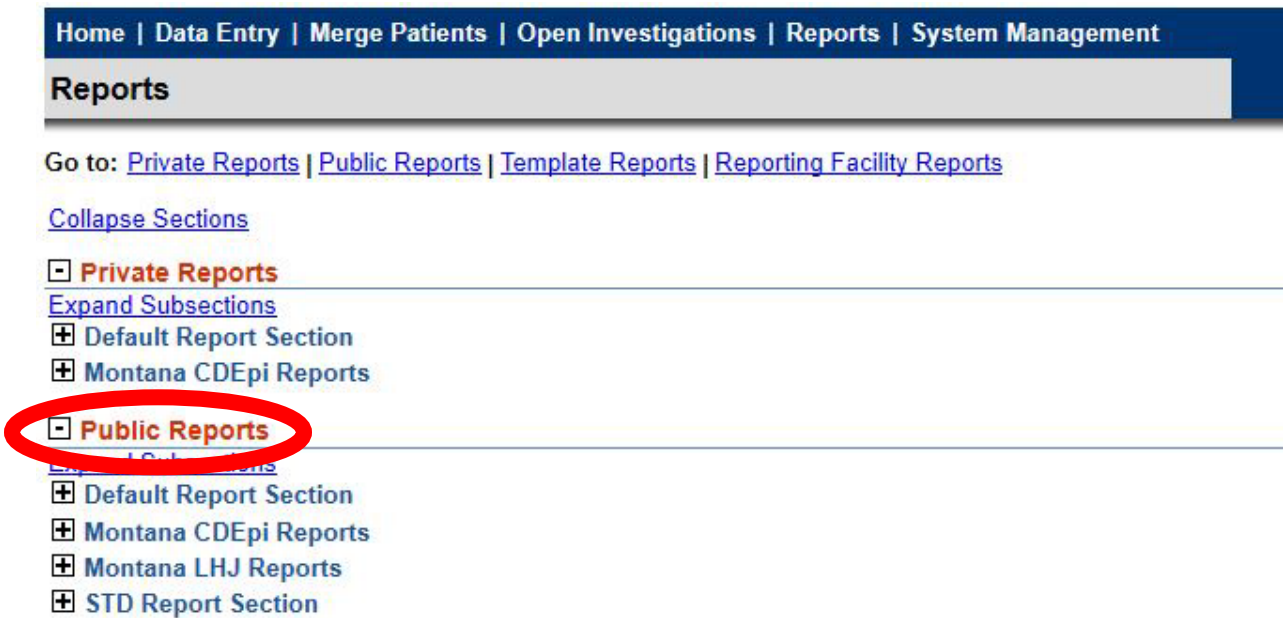 Home | Data Entry | Merge Patients | Open Investigations | Reports | System Management
Reports
Go to: Private Reports | Public Reports | Template Reports | Reporting Facility Reports
Collapse Sections
Private Reports
Expand Subsections
Default Report Section
Montana CDEpi Reports
Public Reports
Expand Subsections
Default Report Section
Montana CDEpi Reports
Montana LHJ Reports
STD Report Section